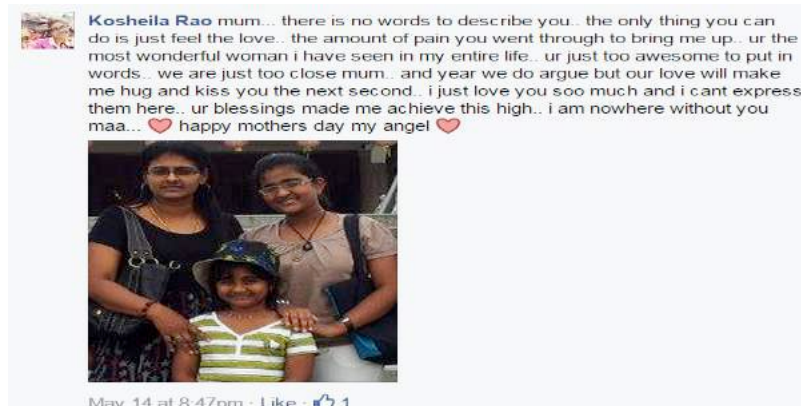 Kosheila Rao mum... there is no words to describe you.. the only thing you can
do is just feel the love.. the amount of pain you went through to bring me up.. ur the
most wonderful woman i have seen in my entire life.. ur just too awesome to put in
words.. we are just too close mum.. and year we do argue but our love will make
me hug and kiss you the next second.. i just love you soo much and i cant express
them here.. ur blessings made me achieve this high.. i am nowhere without you
maa... ❤ happy mothers day my angel ❤
May 14 at 8:47pm · Like · 1